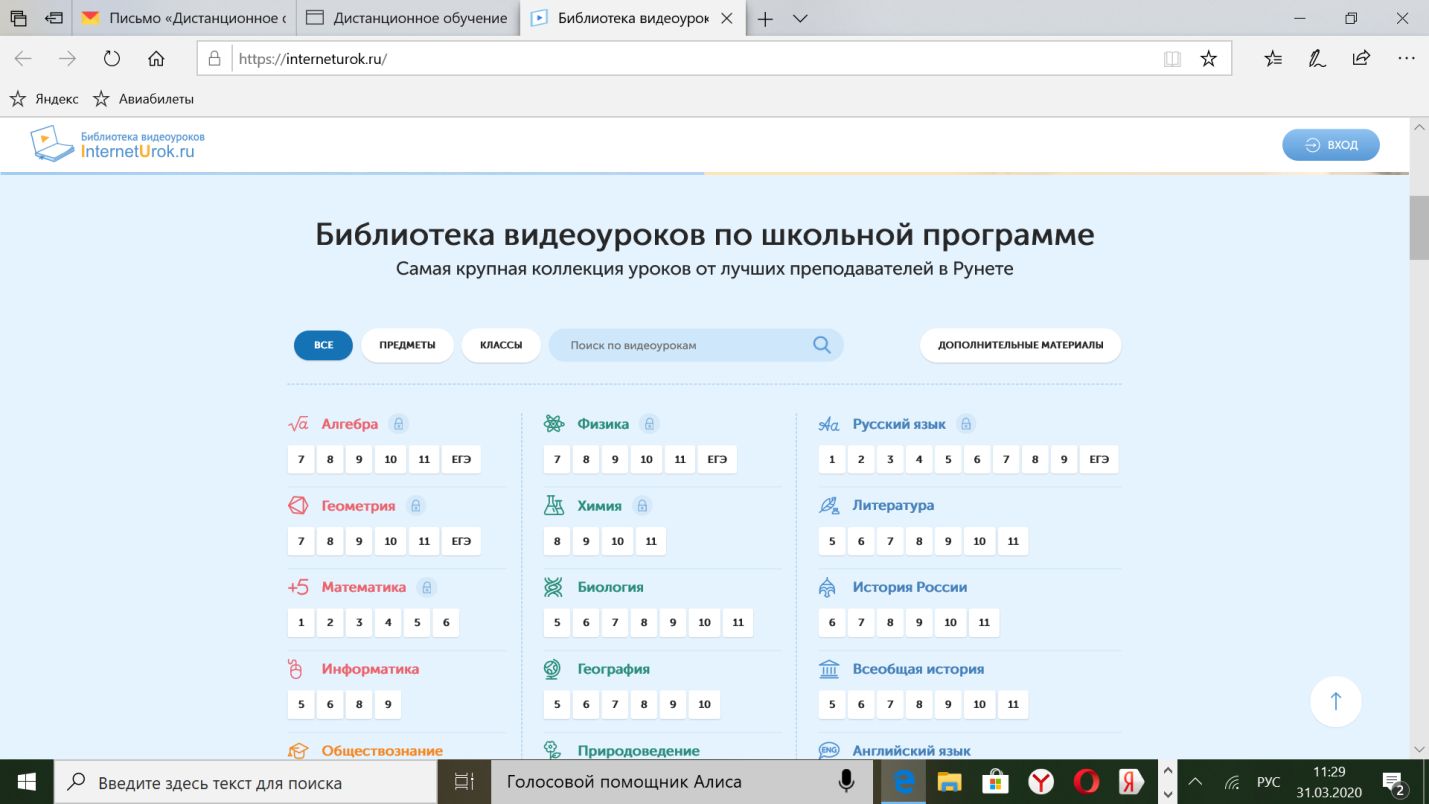 Письмо «Дистанционное о
Дистанционное обучение
Библиотека видеоурок
https://interneturok.ru/
Яндекс
Авиабилеты
Библиотека видеоуроков
InternetUrok.ru
ВХОД
Библиотека видеоуроков по школьной программе
Самая крупная коллекция уроков от лучших преподавателей в Рунете
ВСЕ ПРЕДМЕТЫ КЛАССЫ Поиск по видеоурокам ДОПОЛНИТЕЛЬНЫЕ МАТЕРИАЛЫ
√a Алгебра
7 8 9 10 11 ЕГЭ
Геометрия
7 8 9 10 11 ЕГЭ
+5 Математика
1 2 3 4 5 6
Информатика
5 6 8 9
Обществознание
Физика
7 8 9 10 11 ЕГЭ
Химия
8 9 10 11
Биология
5 6 7 8 9 10 11
География
5 6 7 8 9 10
Природоведение
Аа Русский язык
1 2 3 4 5 6 7 8 9 ЕГЭ
Литература
5 6 7 8 9 10 11
История России
6 7 8 9 10 11
Всеобщая история
5 6 7 8 9 10 11
ENG Английский язык
Введите здесь текст для поиска
Голосовой помощник Алиса
РУС
11:29
31.03.2020
2